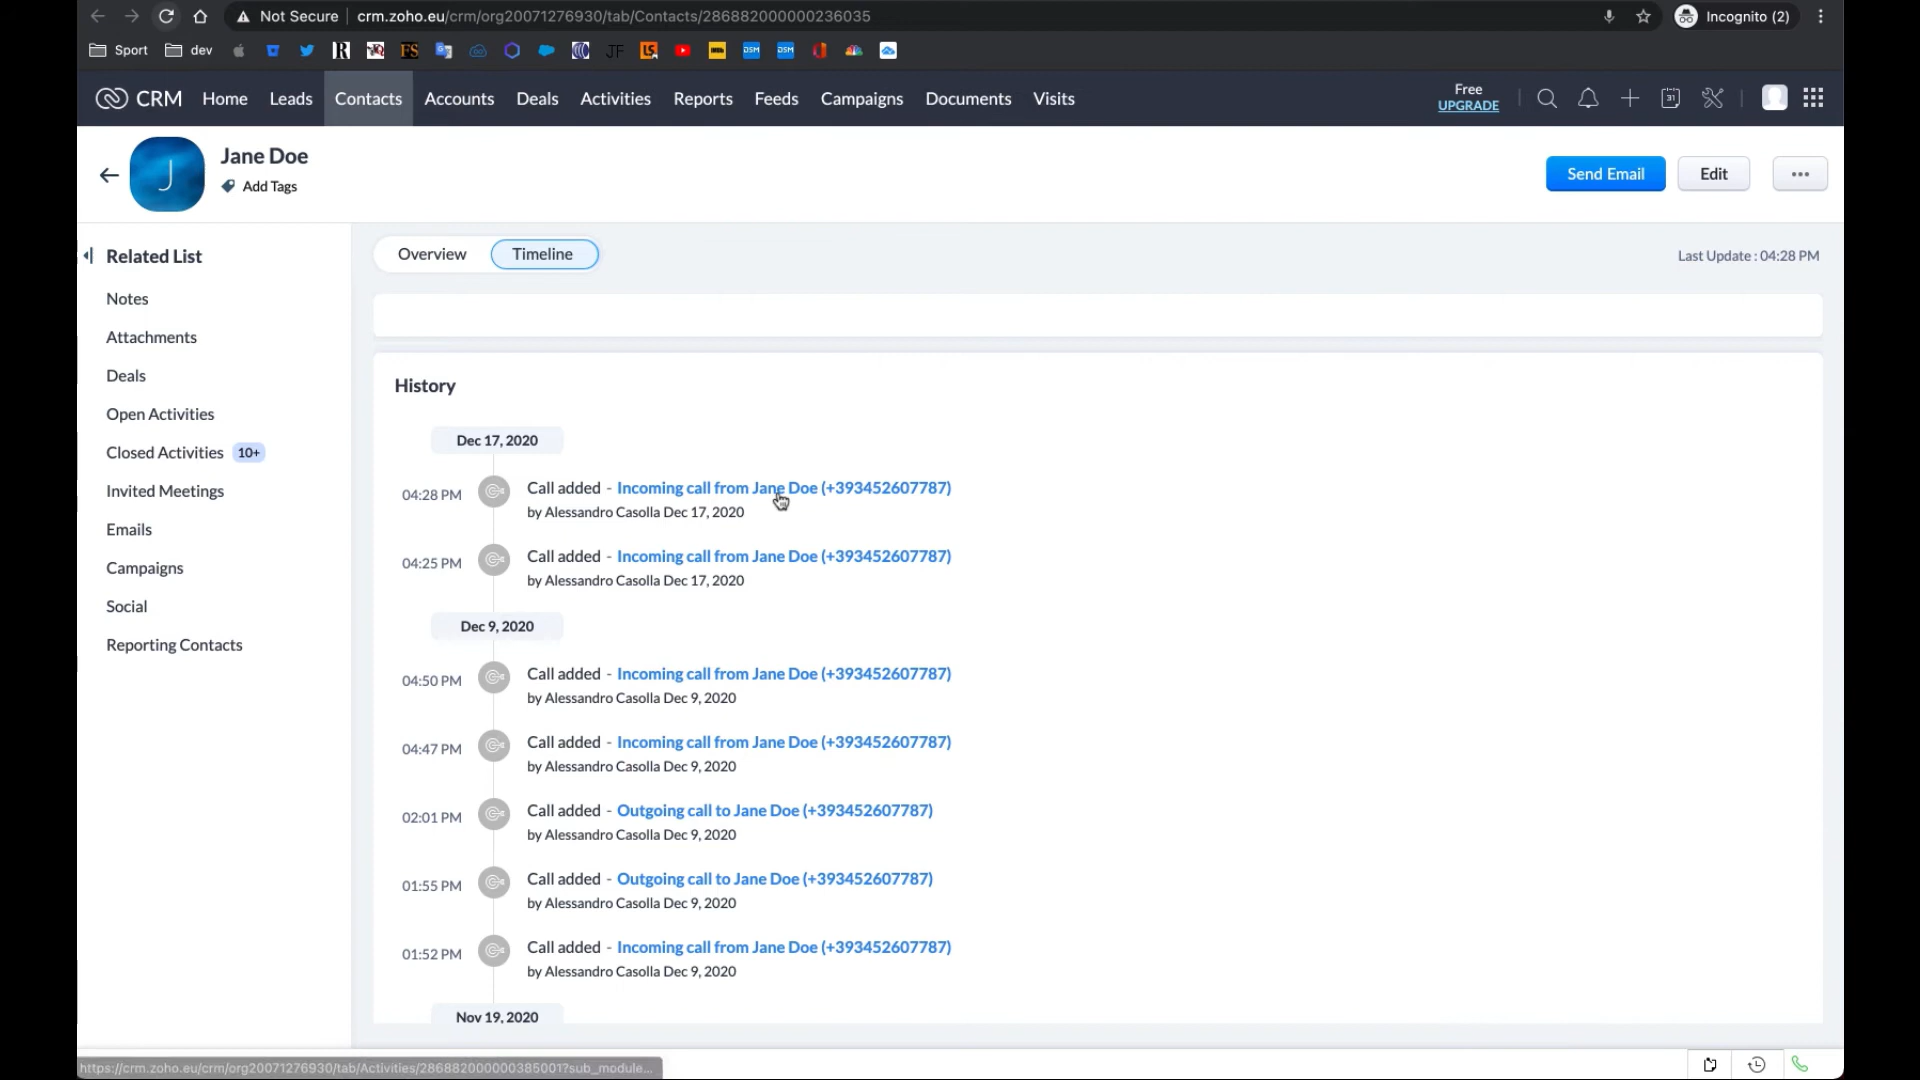 Not Secure crm.zoho.eu/crm/org20071276930/tab/Contacts/286882000000236035 Incognito (2)
Sport dev
CRM Home Leads Contacts Accounts Deals Activities Reports Feeds Campaigns Documents Visits Free
UPGRADE
31
J Jane Doe
Add Tags
Send Email Edit
Related List
Notes
Attachments
Deals
Open Activities
Closed Activities 10+
Invited Meetings
Emails
Campaigns
Social
Reporting Contacts
Overview Timeline
Last Update : 04:28 PM
History
Dec 17, 2020
04:28 PM Call added - Incoming call from Jane Doe (+393452607787)
by Alessandro Casolla Dec 17, 2020
04:25 PM Call added - Incoming call from Jane Doe (+393452607787)
by Alessandro Casolla Dec 17, 2020
Dec 9, 2020
04:50 PM Call added - Incoming call from Jane Doe (+393452607787)
by Alessandro Casolla Dec 9, 2020
04:47 PM Call added - Incoming call from Jane Doe (+393452607787)
by Alessandro Casolla Dec 9, 2020
02:01 PM Call added - Outgoing call to Jane Doe (+393452607787)
by Alessandro Casolla Dec 9, 2020
01:55 PM Call added - Outgoing call to Jane Doe (+393452607787)
by Alessandro Casolla Dec 9, 2020
01:52 PM Call added - Incoming call from Jane Doe (+393452607787)
by Alessandro Casolla Dec 9, 2020
Nov 19, 2020
https://crm.zoho.eu/crm/org20071276930/tab/Activities/286882000000385001?sub_module...